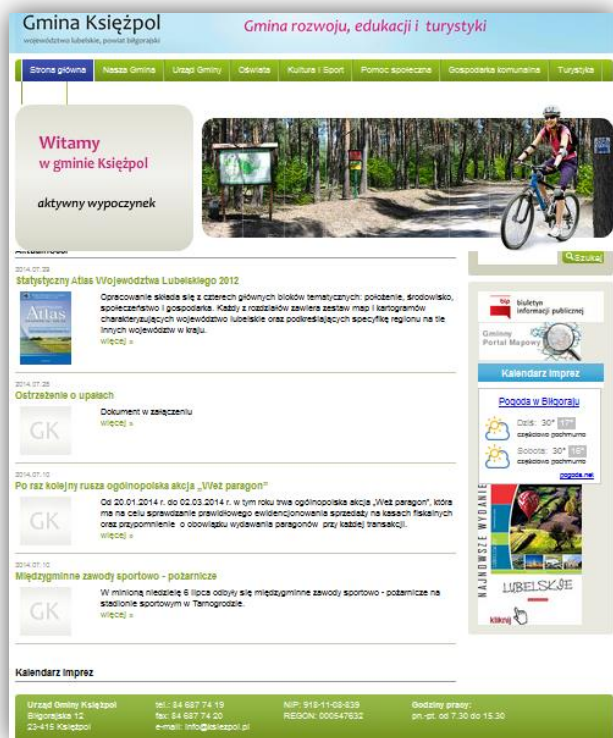 Gmina Księżpol
województwo lubelskie, powiat biłgorajski
Gmina rozwoju, edukacji i turystyki
Strona główna Nasza Gmina Urząd Gminy Oświata Kultura i Sport Pomoc społeczna Gospodarka komunalna Turystyka
Witamy
w gminie Księżpol
aktywny wypoczynek
Aktualności
Szukaj
2014.07.29
Statystyczny Atlas Województwa Lubelskiego 2012
Atlas
Opracowanie składa się z czterech głównych bloków tematycznych: położenie, środowisko,
społeczeństwo i gospodarka. Każdy z rozdziałów zawiera zestaw map i kartogramów
charakteryzujących województwo lubelskie oraz podkreślających specyfikę regionu na tle
innych województw w kraju.
więcej »
2014.07.28
Ostrzeżenie o upałach
GK
Dokument w załączeniu
więcej »
2014.07.10
Po raz kolejny rusza ogólnopolska akcja „Weź paragon"
GK
Od 20.01.2014 r. do 02.03.2014 r. w tym roku trwa ogólnopolska akcja „Weź paragon", która
ma na celu sprawdzanie prawidłowego ewidencjonowania sprzedaży na kasach fiskalnych
oraz przypomnienie o obowiązku wydawania paragonów przy każdej transakcji.
więcej »
2014.07.10
Międzygminne zawody sportowo - pożarnicze
GK
W minioną niedzielę 6 lipca odbyły się międzygminne zawody sportowo - pożarnicze na
stadionie sportowym w Tarnogrodzie.
więcej »
bip
biuletyn
informacji publicznej
Gminny
Portal Mapowy
Kalendarz Imprez
Pogoda w Biłgoraju
Dziś: 30° 17°
częściowo pochmurno
Sobota: 30° 16°
częściowo pochmurno
pogoda.net
NAJNOWSZE WYDANIE
LUBELSKIE
kliknij
Kalendarz Imprez
Urząd Gminy Księżpol
Biłgorajska 12
23-415 Księżpol
tel.: 84 687 74 19
fax: 84 687 74 20
e-mail: info@ksiezpol.pl
NIP: 918-11-08-839
REGON: 000547632
Godziny pracy:
pn.-pt. od 7.30 do 15.30